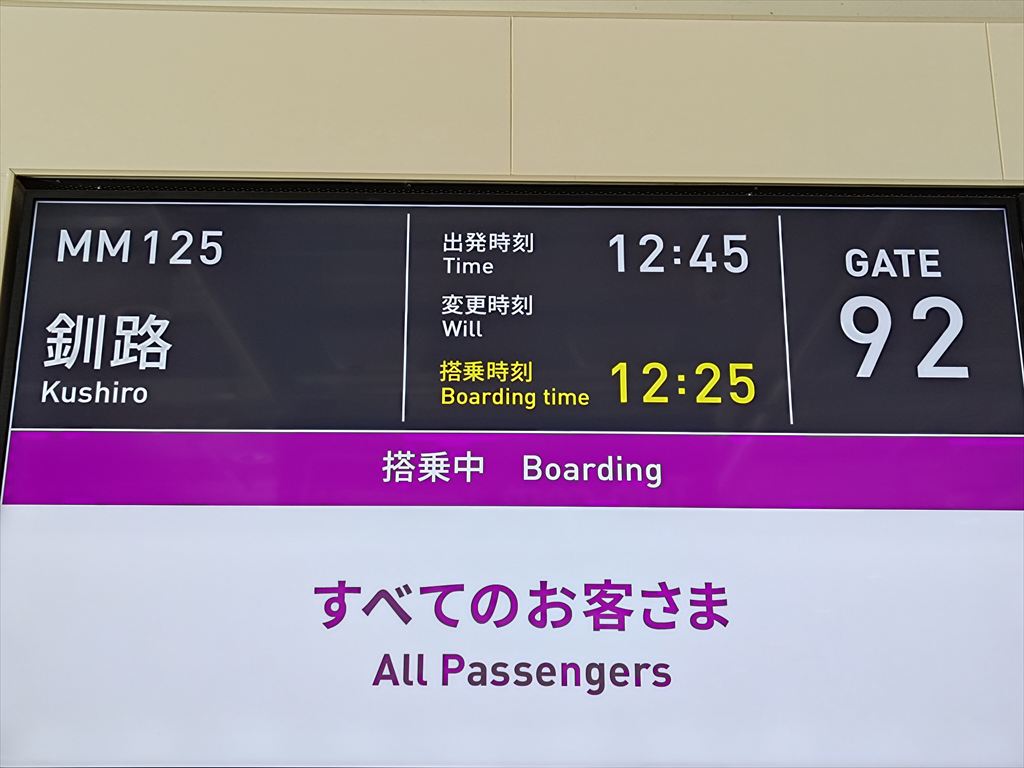 MM125
釧路
Kushiro
出発時刻 12:45
Time
変更時刻
Will
搭乗時刻 12:25
Boarding time
GATE
92
搭乗中 Boarding
すべてのお客さま
All Passengers